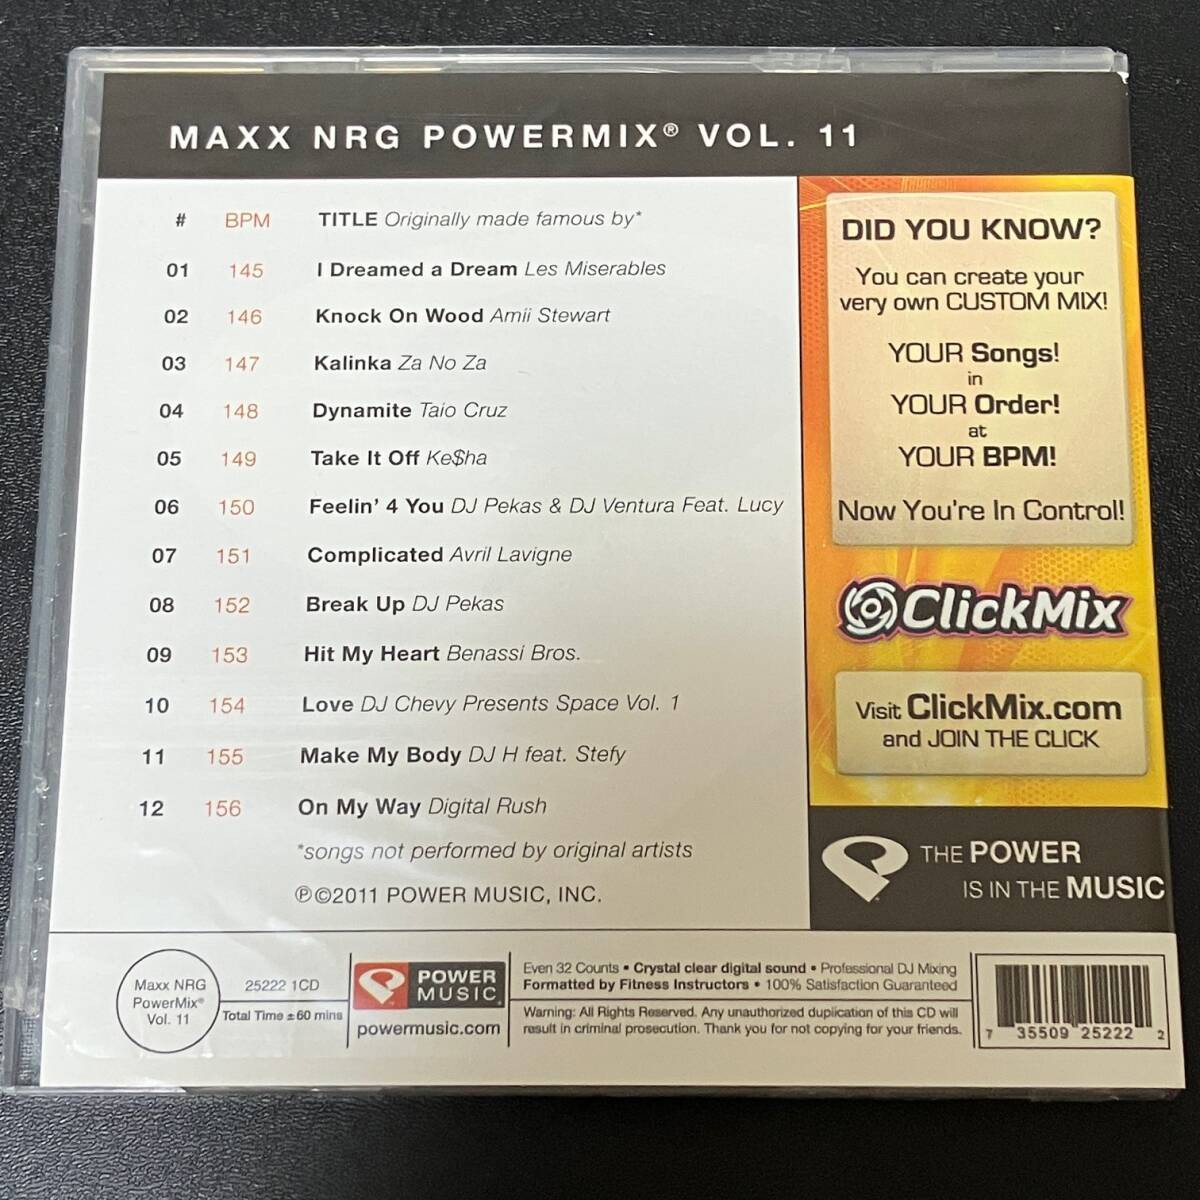 MAXX NRG POWERMIX® VOL. 11
# BPM TITLE Originally made famous by*
01 145 I Dreamed a Dream Les Miserables
02 146 Knock On Wood Amii Stewart
03 147 Kalinka Za No Za
04 148 Dynamite Taio Cruz
05 149 Take It Off Ke$ha
06 150 Feelin' 4 You DJ Pekas & DJ Ventura Feat. Lucy
07 151 Complicated Avril Lavigne
08 152 Break Up DJ Pekas
09 153 Hit My Heart Benassi Bros.
10 154 Love DJ Chevy Presents Space Vol. 1
11 155 Make My Body DJ H feat. Stefy
12 156 On My Way Digital Rush
*songs not performed by original artists
℗©2011 POWER MUSIC, INC.
DID YOU KNOW?
You can create your
very own CUSTOM MIX!
YOUR Songs!
in
YOUR Order!
at
YOUR BPM!
Now You're In Control!
ClickMix
Visit ClickMix.com
and JOIN THE CLICK
THE POWER
IS IN THE MUSIC
Maxx NRG
PowerMix®
Vol. 11
25222 1CD
Total Time ±60 mins
POWER
MUSIC
powermusic.com
Even 32 Counts • Crystal clear digital sound • Professional DJ Mixing
Formatted by Fitness Instructors • 100% Satisfaction Guaranteed
Warning: All Rights Reserved. Any unauthorized duplication of this CD will
result in criminal prosecution. Thank you for not copying for your friends.
7 35509 25222 2